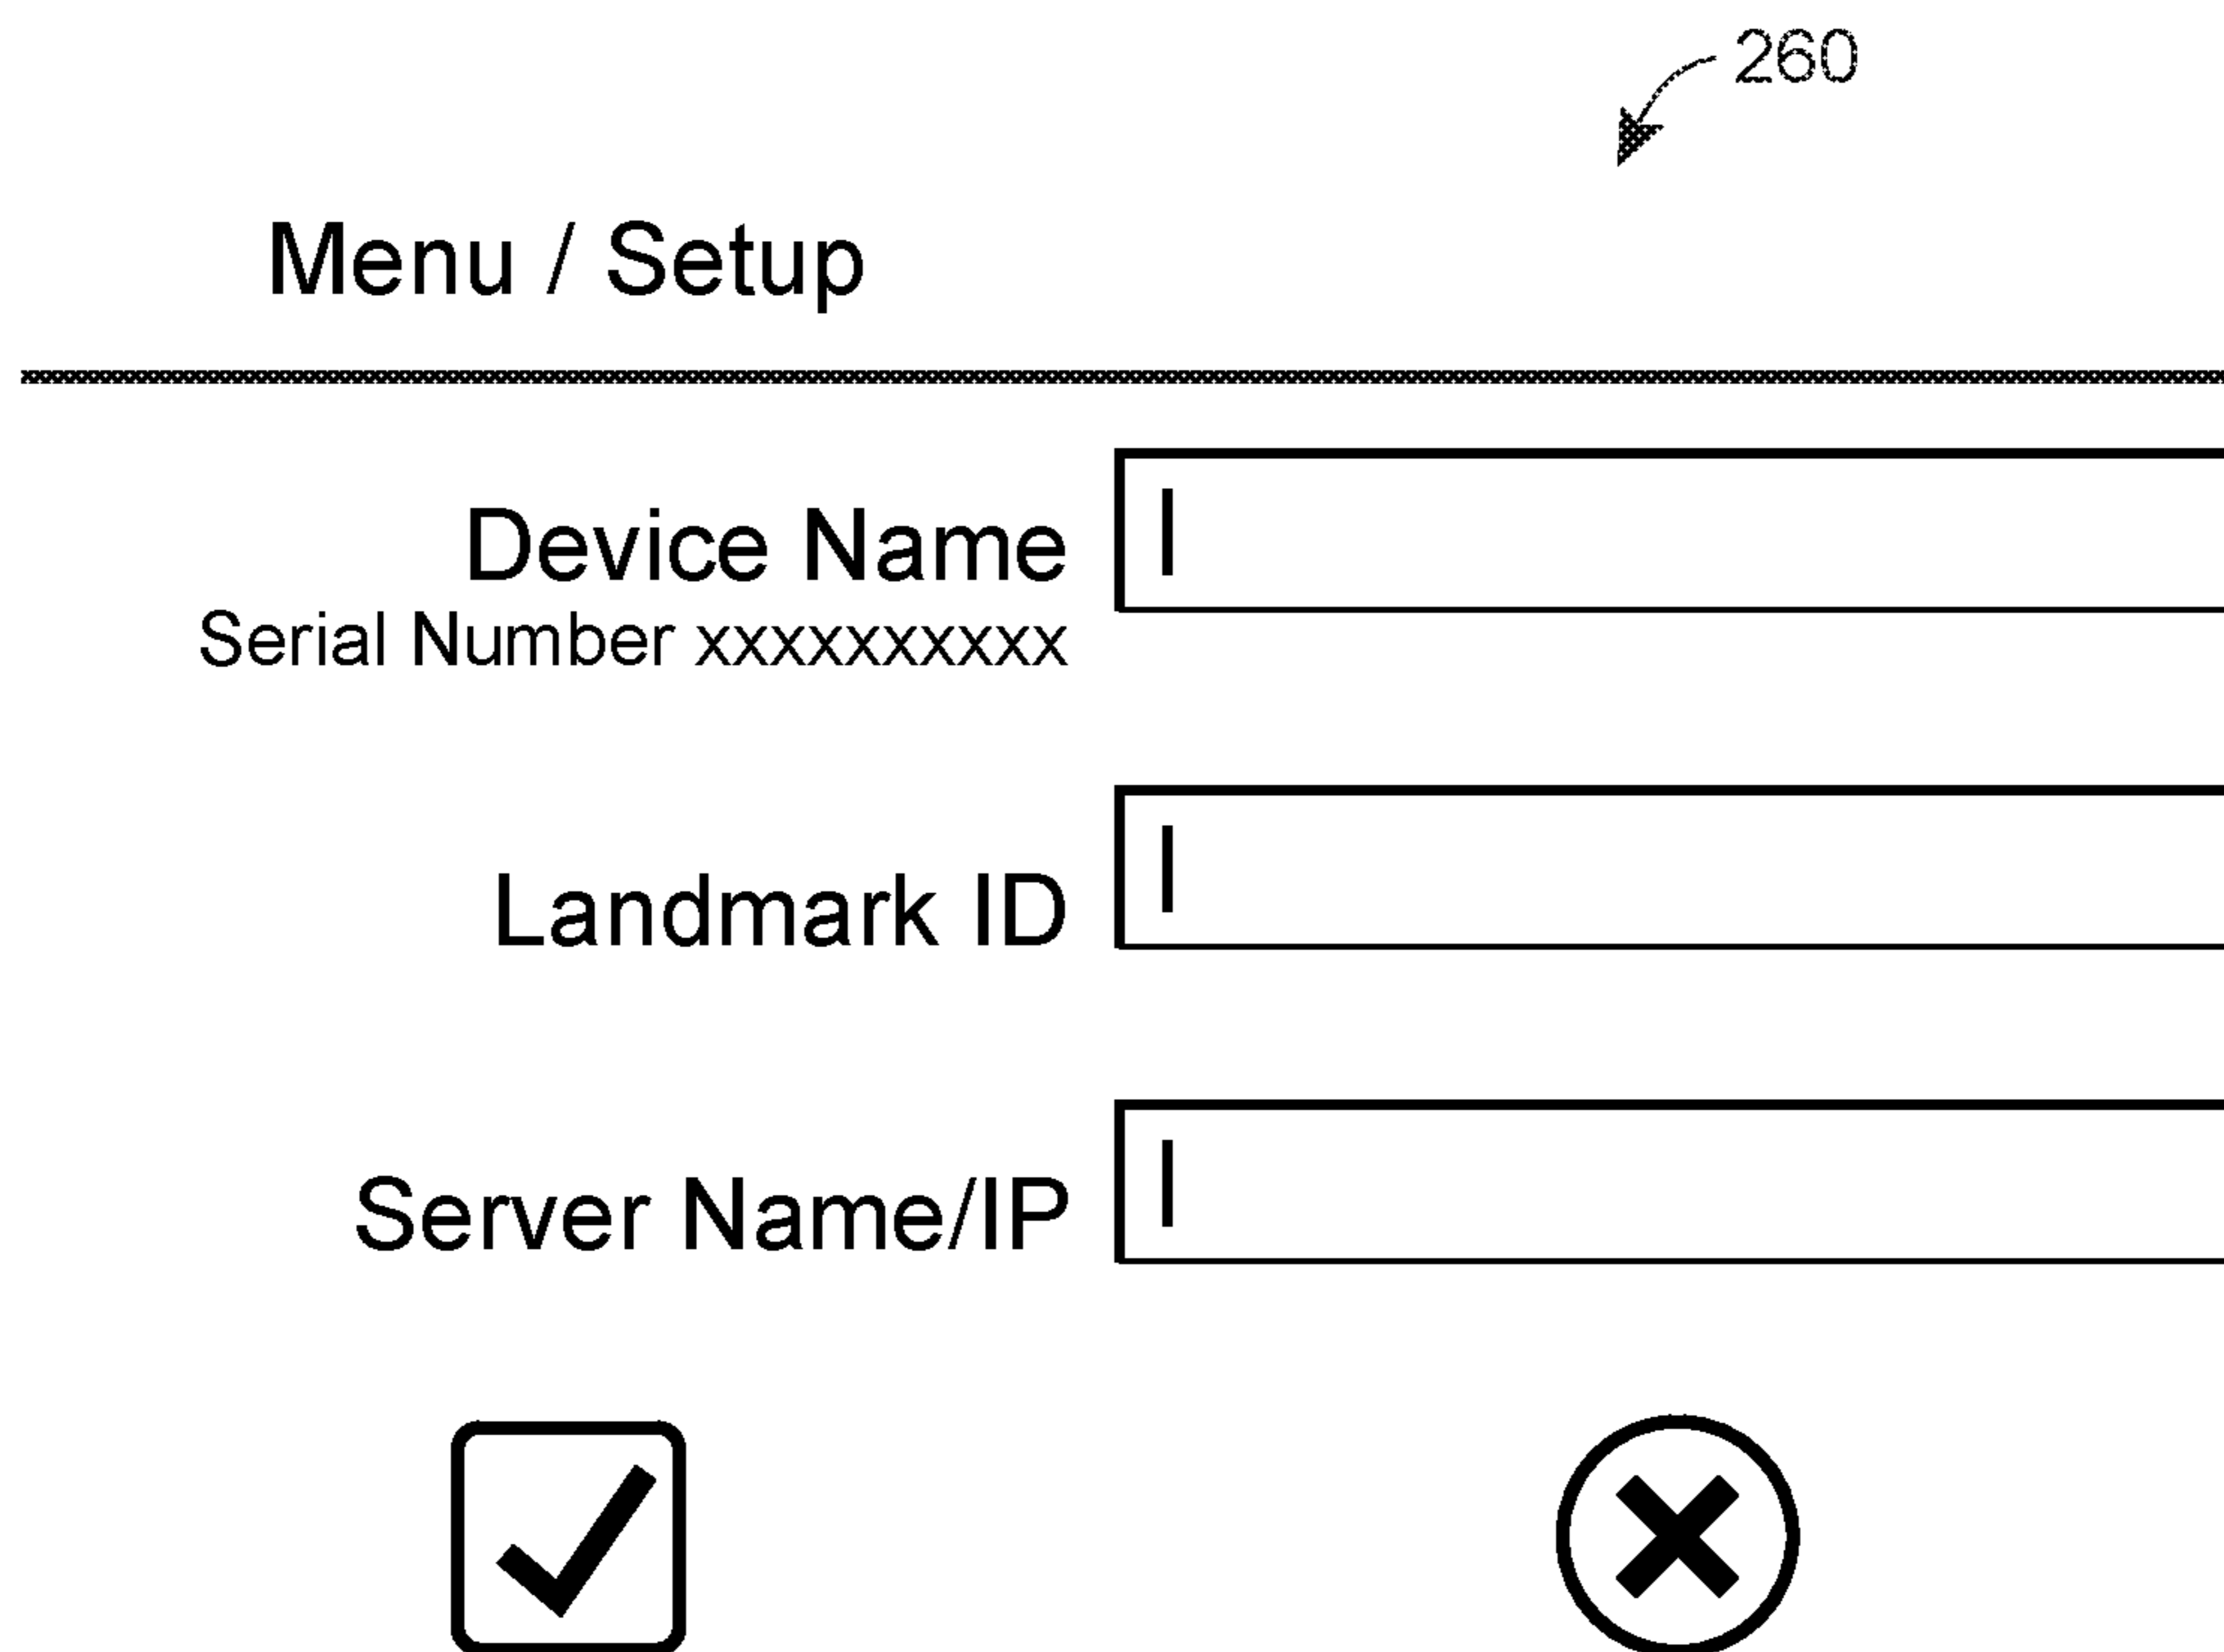 260
Menu / Setup
Device Name
Serial Number xxxxxxxxxx
Landmark ID
Server Name/IP